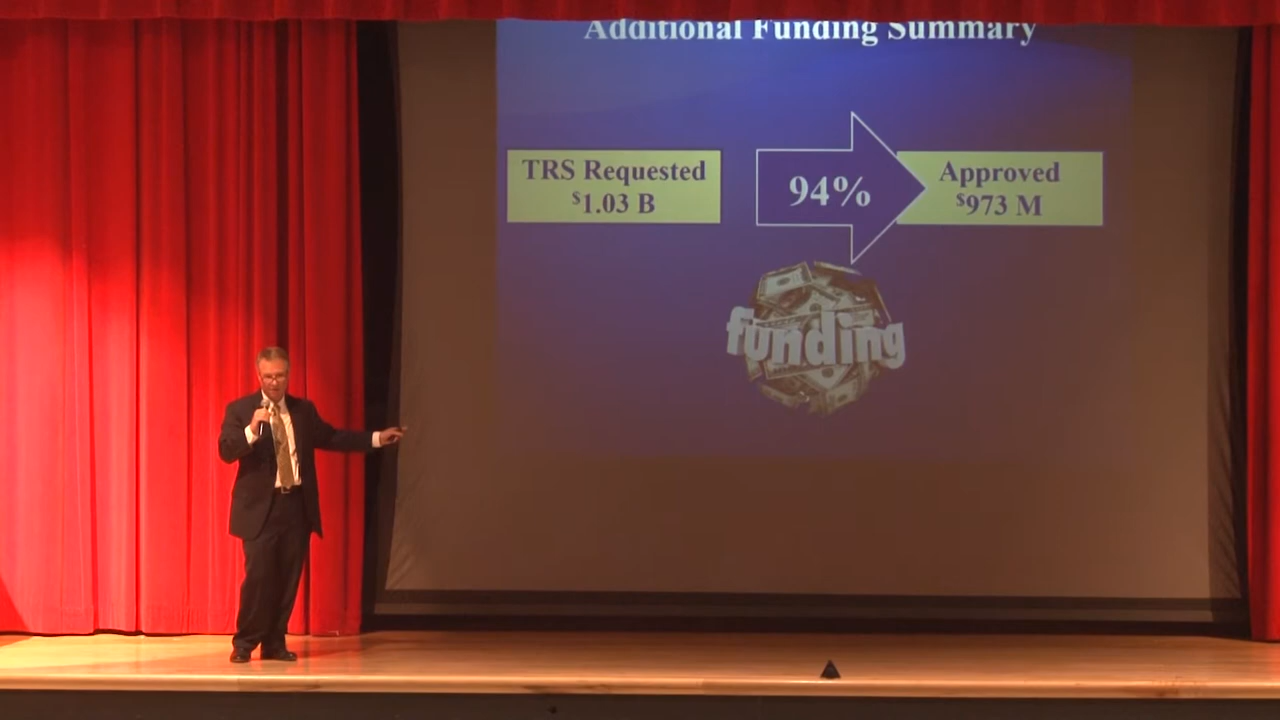 Additional Funding Summary
TRS Requested
$1.03 B
94%
Approved
$973 M
funding